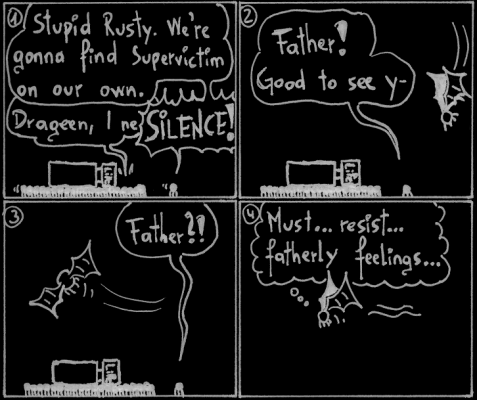 1
Stupid Rusty. We're
gonna find Supervictim
on our own.
Drageen, I ne
SILENCE!
2
Father!
Good to see y-
3
Father?!
4
Must... resist...
fatherly feelings...